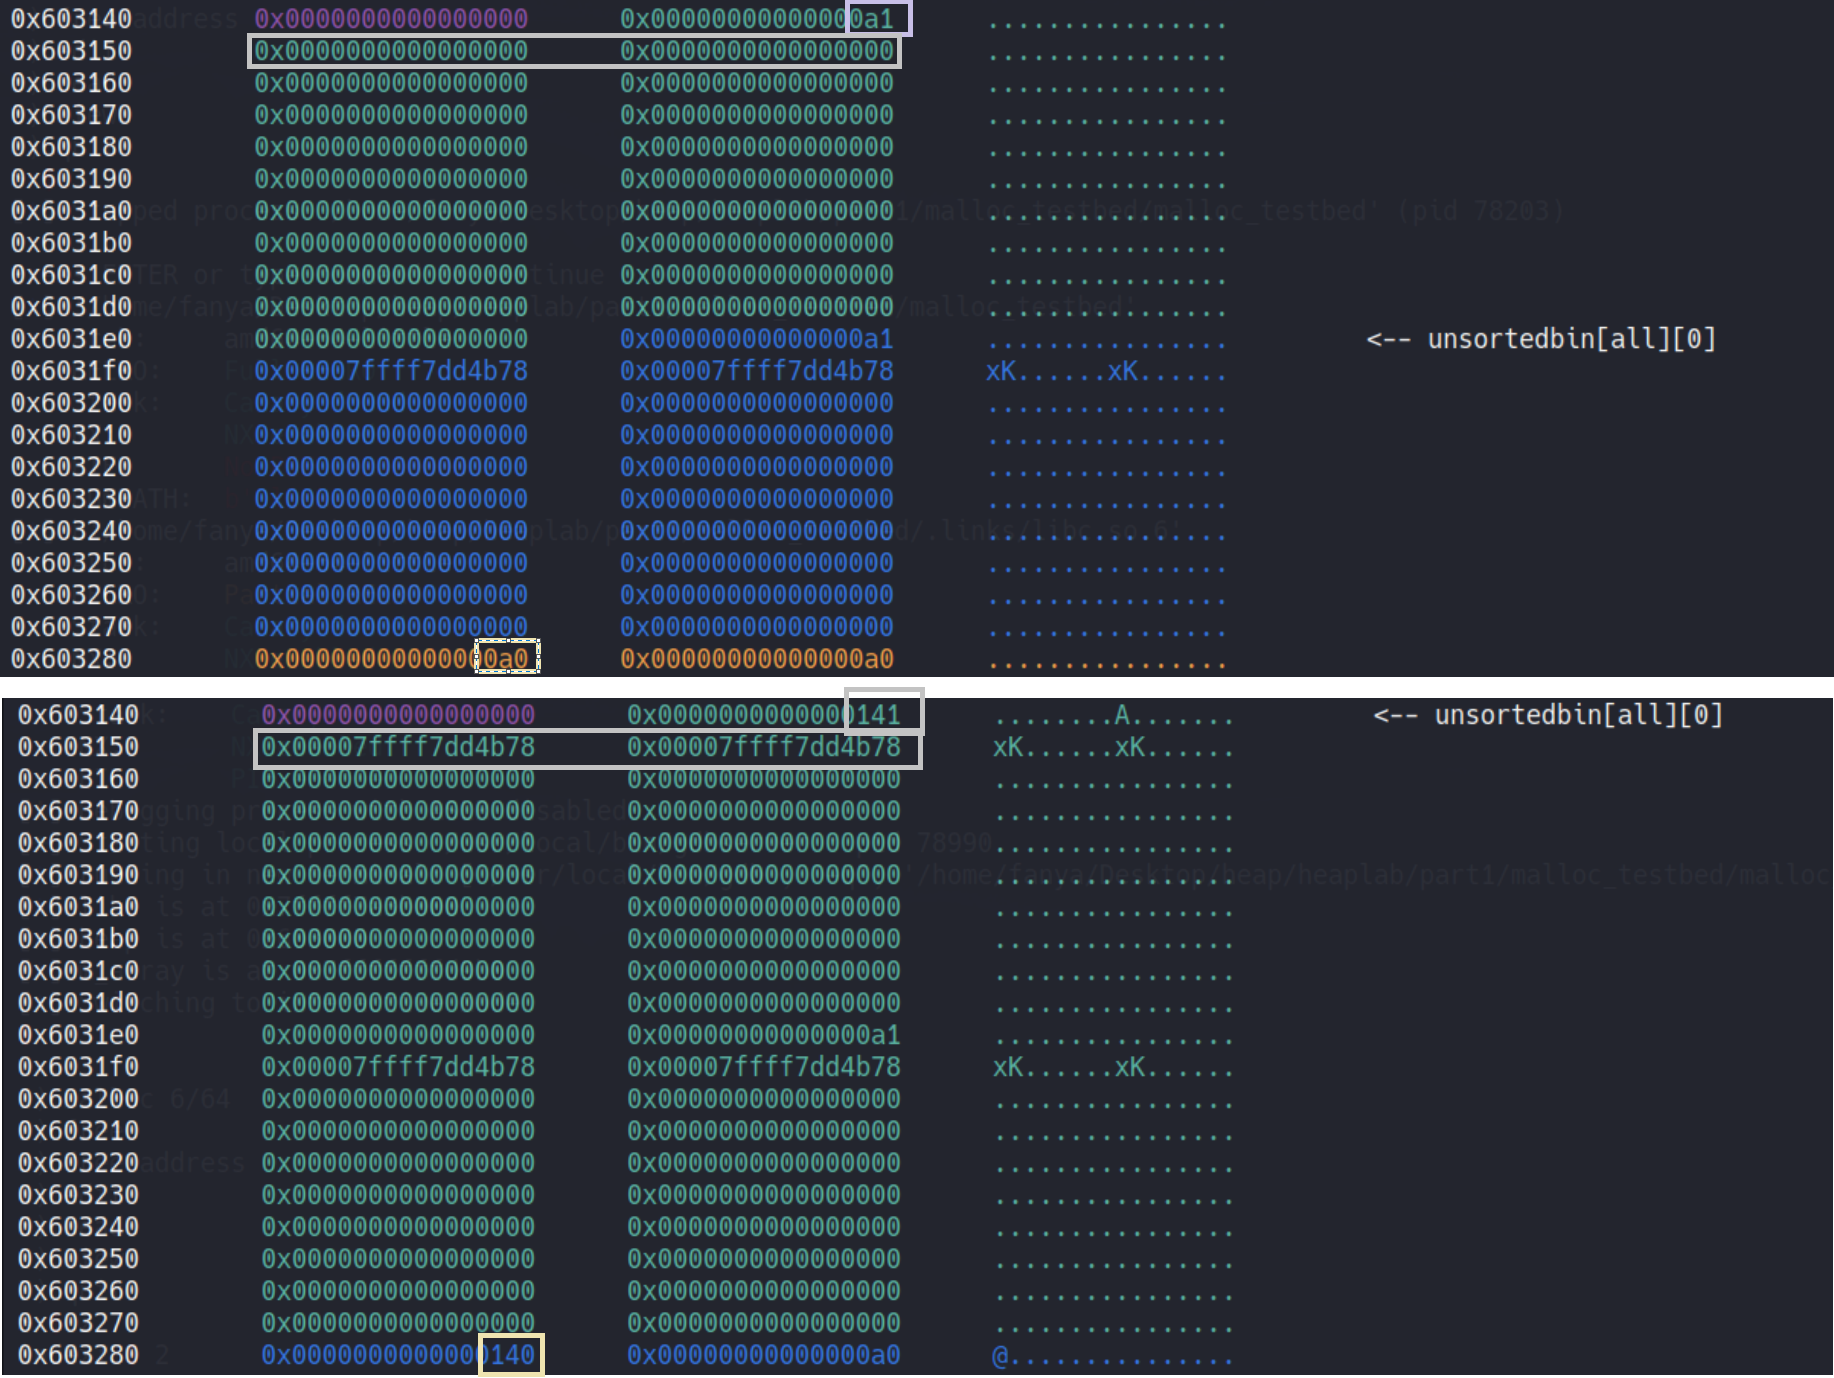 0x603140 0x0000000000000000 0x00000000000000a1 ................
0x603150 0x0000000000000000 0x0000000000000000 ................
0x603160 0x0000000000000000 0x0000000000000000 ................
0x603170 0x0000000000000000 0x0000000000000000 ................
0x603180 0x0000000000000000 0x0000000000000000 ................
0x603190 0x0000000000000000 0x0000000000000000 ................
0x6031a0 0x0000000000000000 0x0000000000000000 ................
0x6031b0 0x0000000000000000 0x0000000000000000 ................
0x6031c0 0x0000000000000000 0x0000000000000000 ................
0x6031d0 0x0000000000000000 0x0000000000000000 ................
0x6031e0 0x0000000000000000 0x00000000000000a1 ................ <-- unsortedbin[all][0]
0x6031f0 0x00007ffff7dd4b78 0x00007ffff7dd4b78 xK......xK......
0x603200 0x0000000000000000 0x0000000000000000 ................
0x603210 0x0000000000000000 0x0000000000000000 ................
0x603220 0x0000000000000000 0x0000000000000000 ................
0x603230 0x0000000000000000 0x0000000000000000 ................
0x603240 0x0000000000000000 0x0000000000000000 ................
0x603250 0x0000000000000000 0x0000000000000000 ................
0x603260 0x0000000000000000 0x0000000000000000 ................
0x603270 0x0000000000000000 0x0000000000000000 ................
0x603280 0x00000000000000a0 0x00000000000000a0 ................
0x603140 0x0000000000000000 0x0000000000000141 ........A....... <-- unsortedbin[all][0]
0x603150 0x00007ffff7dd4b78 0x00007ffff7dd4b78 xK......xK......
0x603160 0x0000000000000000 0x0000000000000000 ................
0x603170 0x0000000000000000 0x0000000000000000 ................
0x603180 0x0000000000000000 0x0000000000000000 ................
0x603190 0x0000000000000000 0x0000000000000000 ................
0x6031a0 0x0000000000000000 0x0000000000000000 ................
0x6031b0 0x0000000000000000 0x0000000000000000 ................
0x6031c0 0x0000000000000000 0x0000000000000000 ................
0x6031d0 0x0000000000000000 0x0000000000000000 ................
0x6031e0 0x0000000000000000 0x00000000000000a1 ................
0x6031f0 0x00007ffff7dd4b78 0x00007ffff7dd4b78 xK......xK......
0x603200 0x0000000000000000 0x0000000000000000 ................
0x603210 0x0000000000000000 0x0000000000000000 ................
0x603220 0x0000000000000000 0x0000000000000000 ................
0x603230 0x0000000000000000 0x0000000000000000 ................
0x603240 0x0000000000000000 0x0000000000000000 ................
0x603250 0x0000000000000000 0x0000000000000000 ................
0x603260 0x0000000000000000 0x0000000000000000 ................
0x603270 0x0000000000000000 0x0000000000000000 ................
0x603280 0x0000000000000140 0x00000000000000a0 @...............